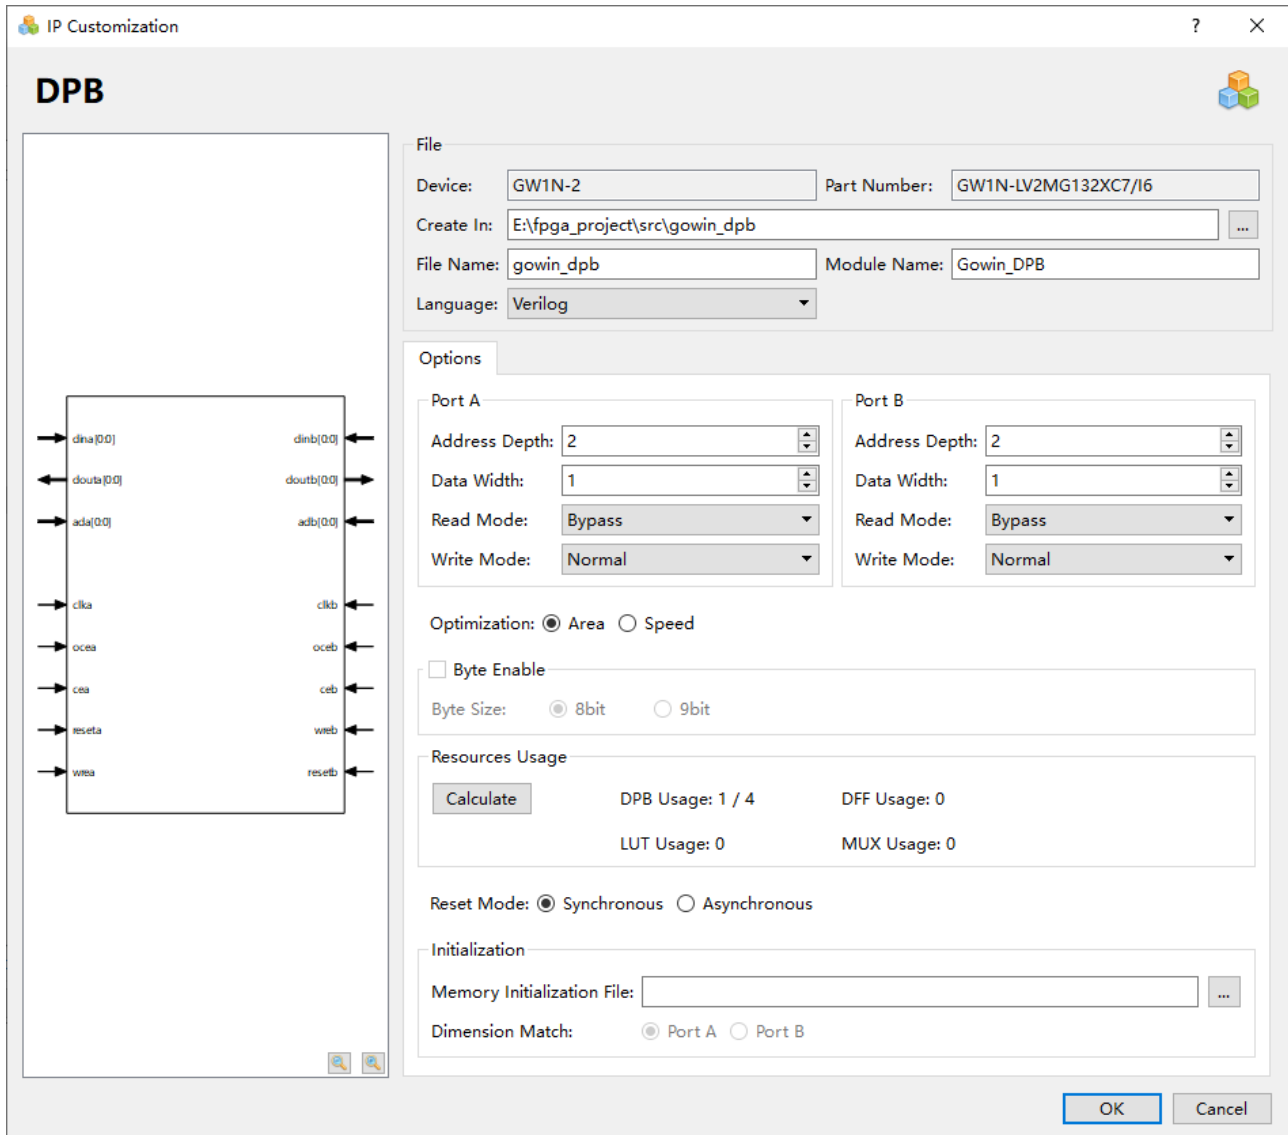 IP Customization ?
DPB
dina[0:0] dinb[0:0]
douta[0:0] doutb[0:0]
ada[0:0] adb[0:0]
clka clkb
ocea oceb
cea ceb
reseta wreb
wrea resetb
File
Device: GW1N-2 Part Number: GW1N-LV2MG132XC7/I6
Create In: E:\fpga_project\src\gowin_dpb ...
File Name: gowin_dpb Module Name: Gowin_DPB
Language: Verilog
Options
Port A
Address Depth: 2
Data Width: 1
Read Mode: Bypass
Write Mode: Normal
Port B
Address Depth: 2
Data Width: 1
Read Mode: Bypass
Write Mode: Normal
Optimization: Area Speed
Byte Enable
Byte Size: 8bit 9bit
Resources Usage
Calculate DPB Usage: 1 / 4 DFF Usage: 0
LUT Usage: 0 MUX Usage: 0
Reset Mode: Synchronous Asynchronous
Initialization
Memory Initialization File: ...
Dimension Match: Port A Port B
OK Cancel